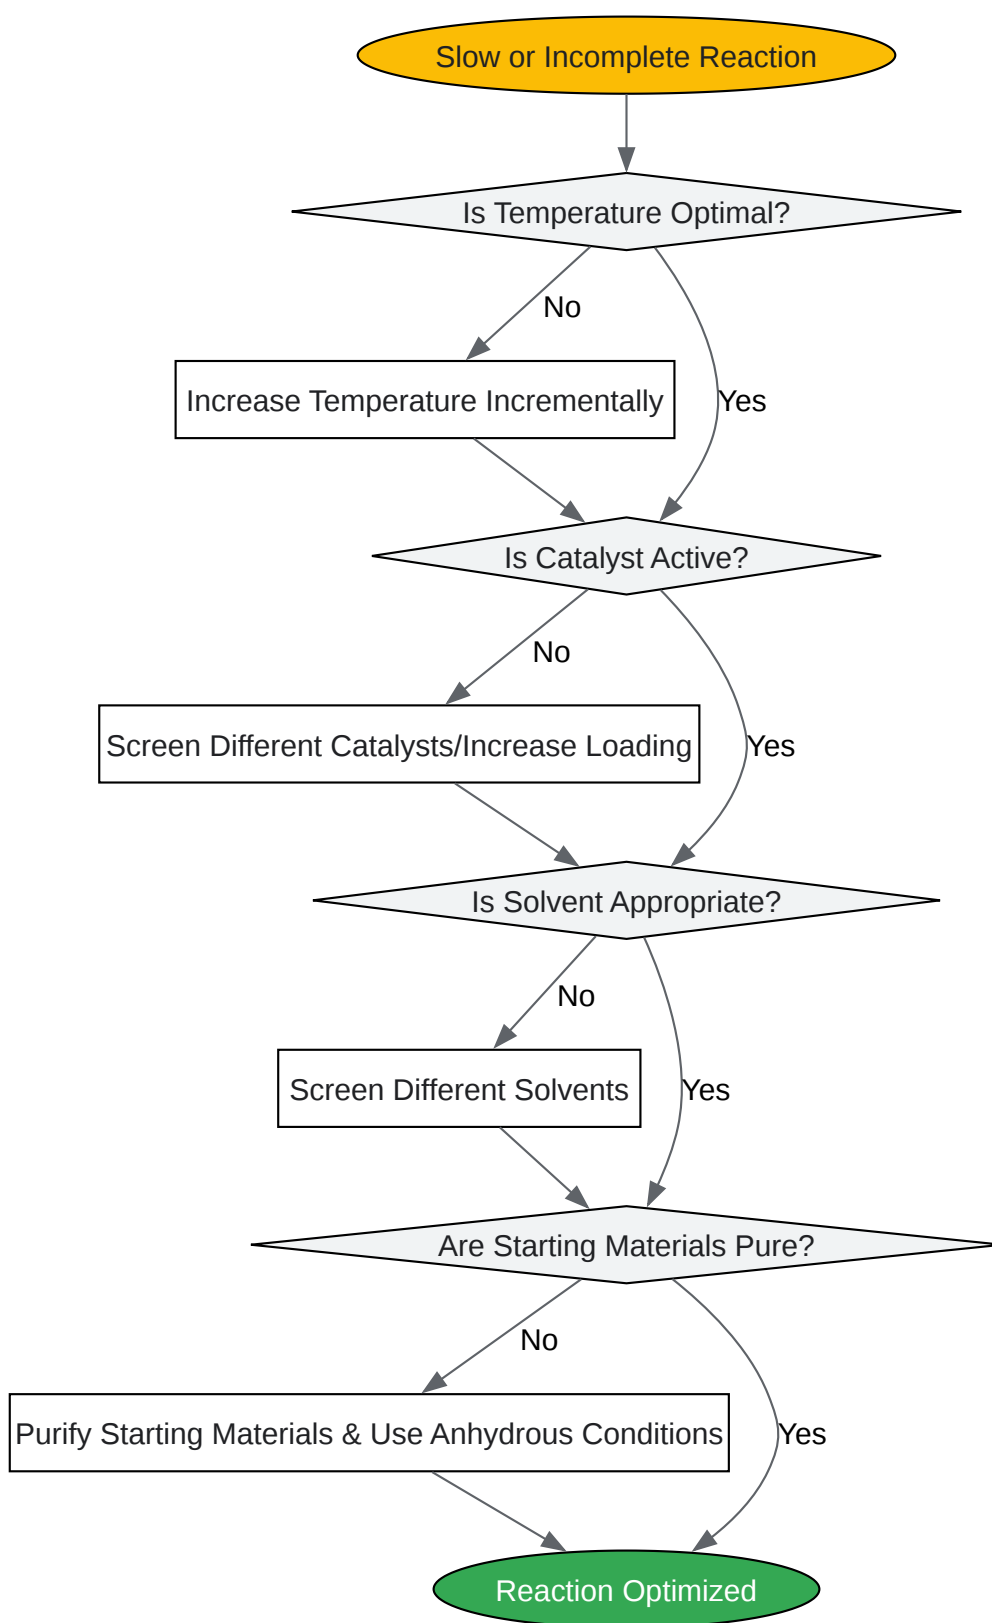 Slow or Incomplete Reaction
Is Temperature Optimal?
No
Increase Temperature Incrementally
Yes
Is Catalyst Active?
No
Screen Different Catalysts/Increase Loading
Yes
Is Solvent Appropriate?
No
Screen Different Solvents
Yes
Are Starting Materials Pure?
No
Purify Starting Materials & Use Anhydrous Conditions
Yes
Reaction Optimized